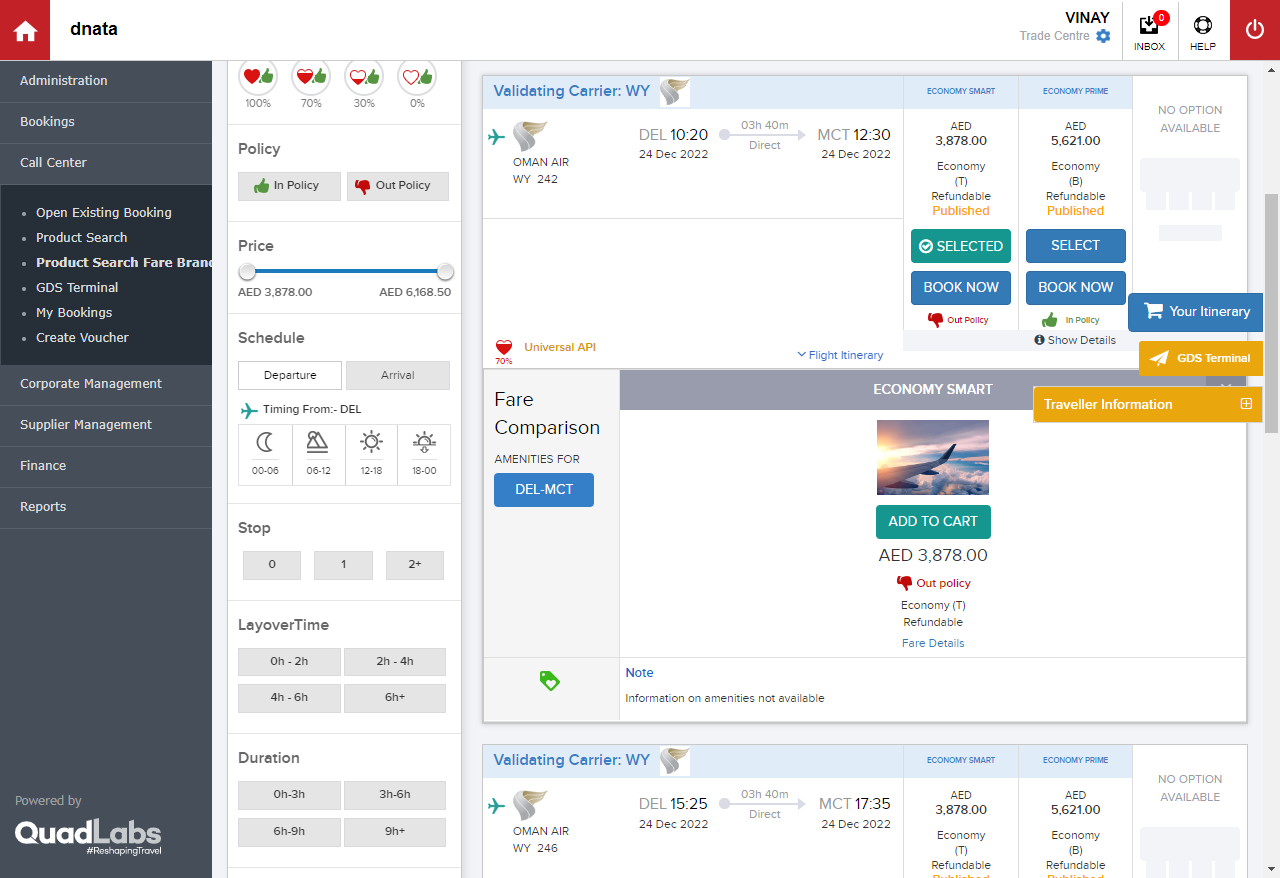 dnata
VINAY
Trade Centre
0
INBOX
HELP
Administration
Bookings
Call Center
Open Existing Booking
Product Search
Product Search Fare Bran
GDS Terminal
My Bookings
Create Voucher
Corporate Management
Supplier Management
Finance
Reports
Powered by
QuadLabs
#ReshapingTravel
100% 70% 30% 0%
Policy
In Policy Out Policy
Price
AED 3,878.00 AED 6,168.50
Schedule
Departure Arrival
Timing From:- DEL
00-06 06-12 12-18 18-00
Stop
0 1 2+
LayoverTime
0h - 2h 2h - 4h
4h - 6h 6h+
Duration
0h-3h 3h-6h
6h-9h 9h+
Validating Carrier: WY
OMAN AIR
WY 242
DEL 10:20
24 Dec 2022
03h 40m
Direct
MCT 12:30
24 Dec 2022
ECONOMY SMART
AED
3,878.00
Economy
(T)
Refundable
Published
SELECTED
BOOK NOW
Out Policy
ECONOMY PRIME
AED
5,621.00
Economy
(B)
Refundable
Published
SELECT
BOOK NOW
In Policy
NO OPTION
AVAILABLE
Your Itinerary
GDS Terminal
Traveller Information
70%
Universal API
Flight Itinerary
Show Details
Fare
Comparison
AMENITIES FOR
DEL-MCT
ECONOMY SMART
ADD TO CART
AED 3,878.00
Out policy
Economy (T)
Refundable
Fare Details
Note
Information on amenities not available
Validating Carrier: WY
OMAN AIR
WY 246
DEL 15:25
24 Dec 2022
03h 40m
Direct
MCT 17:35
24 Dec 2022
ECONOMY SMART
AED
3,878.00
Economy
(T)
Refundable
Published
ECONOMY PRIME
AED
5,621.00
Economy
(B)
Refundable
Published
NO OPTION
AVAILABLE